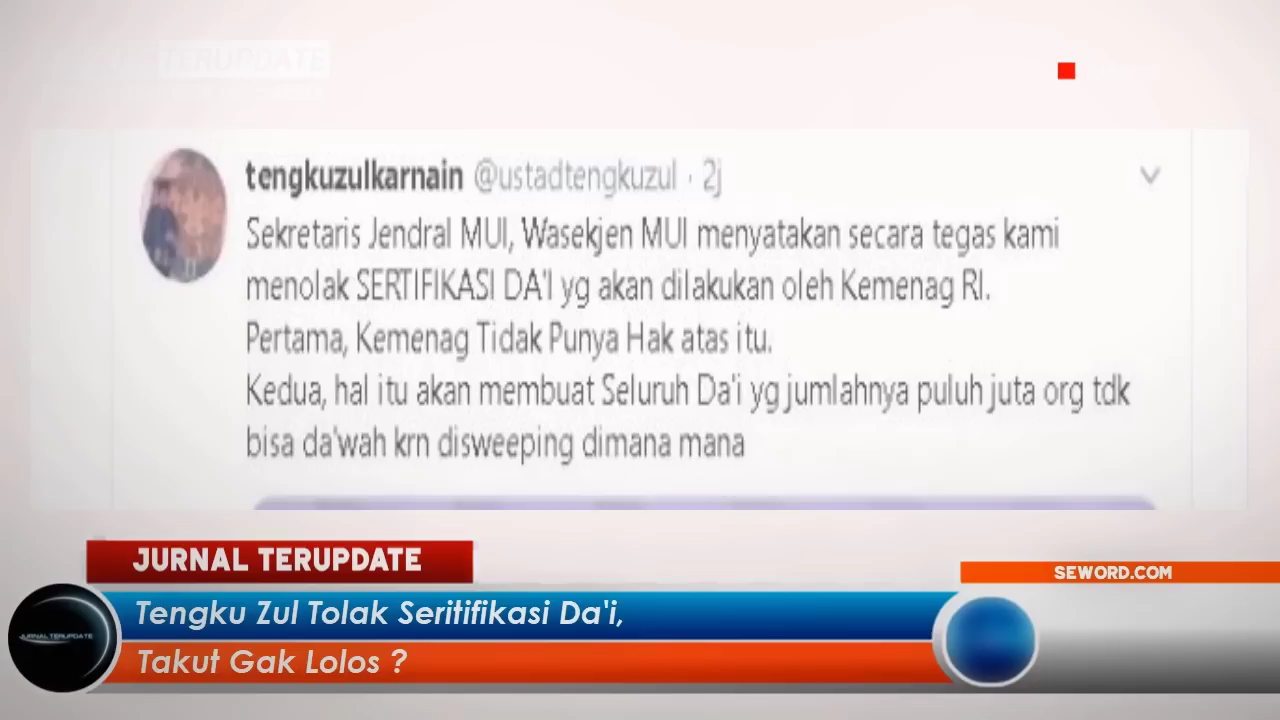 TERUPDATE
tengkuzulkarnain @ustadtengkuzul · 2j
Sekretaris Jendral MUI, Wasekjen MUI menyatakan secara tegas kami
menolak SERTIFIKASI DA'I yg akan dilakukan oleh Kemenag RI.
Pertama, Kemenag Tidak Punya Hak atas itu.
Kedua, hal itu akan membuat Seluruh Da'i yg jumlahnya puluh juta org tdk
bisa da'wah krn disweeping dimana mana
JURNAL TERUPDATE
SEWORD.COM
Tengku Zul Tolak Seritifikasi Da'i,
JURNAL TERUPDATE
Takut Gak Lolos ?